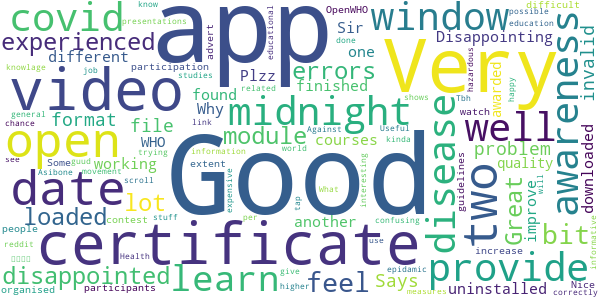 know presentations difficult
covid app OpenWHO window possible education
experienced advert educational Sir done Disappointing
different job participation Plzz one errors hazardous awarded happy invalid
knowlage video studies found finished Very awareness
general chance link Why midnight related Against Useful Tbh watch shows
format file module courses kinda disease guidelines downloaded
open WHO extent world well problem
see Some guud working information quality
date trying Good What interesting two Great improve will
Asibone movement scroll expensive tap another confusing bit informative
loaded lot contest stuff per use increase
people reddit certificate epidemic
disappointed learn Health give higher feel Says provide measures Nice correctly
organised participants uninstalled